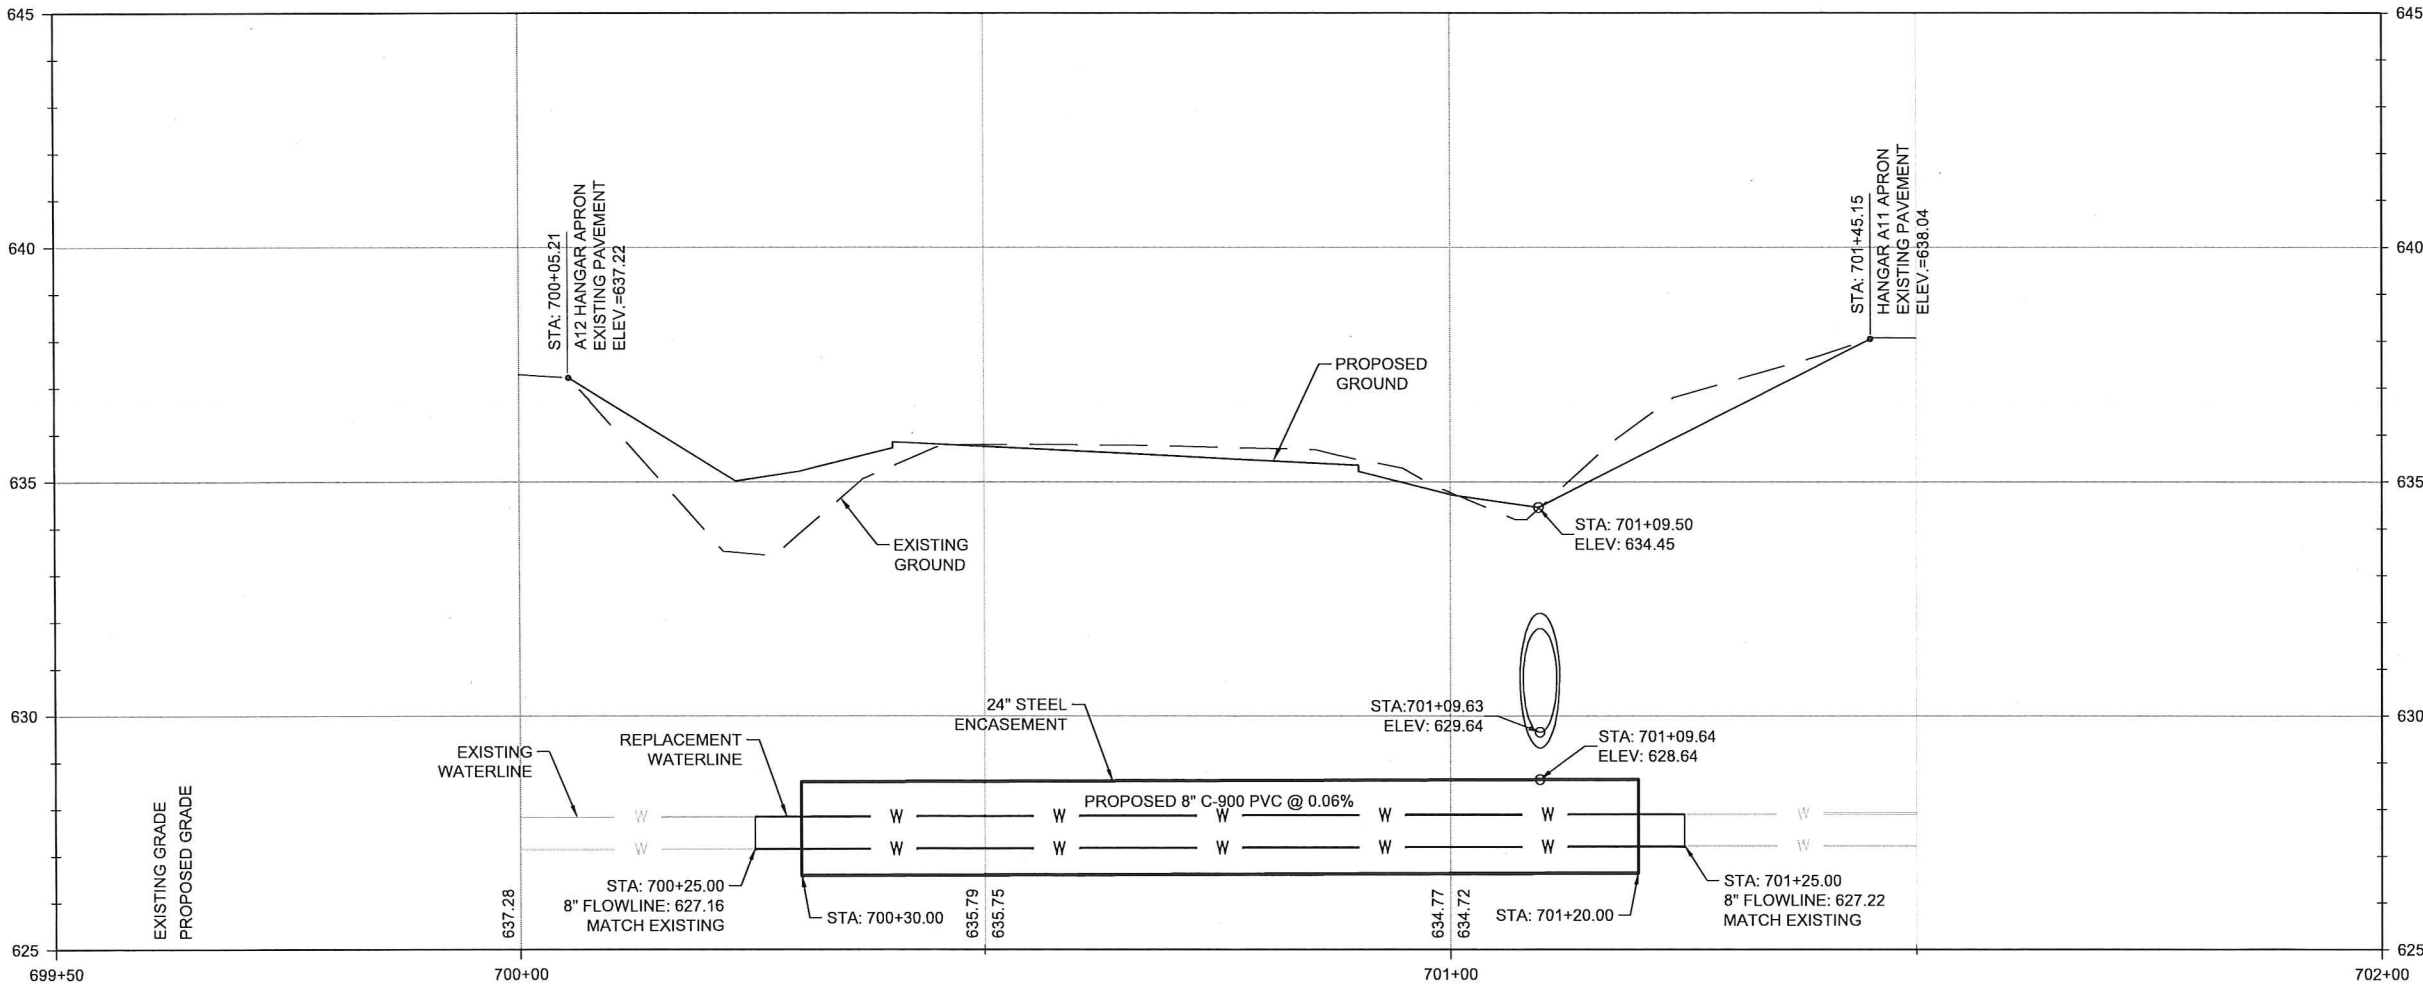 645
645
640
640
635
635
630
630
625
625
STA: 700+05.21
A12 HANGAR APRON
EXISTING PAVEMENT
ELEV.=637.22
STA: 701+45.15
HANGAR A11 APRON
EXISTING PAVEMENT
ELEV.=638.04
PROPOSED
GROUND
EXISTING
GROUND
STA: 701+09.50
ELEV: 634.45
24" STEEL
ENCASEMENT
STA:701+09.63
ELEV: 629.64
STA: 701+09.64
ELEV: 628.64
EXISTING
WATERLINE
REPLACEMENT
WATERLINE
PROPOSED 8" C-900 PVC @ 0.06%
W W W W W W W
W W W W W W W
STA: 700+25.00
8" FLOWLINE: 627.16
MATCH EXISTING
STA: 700+30.00
STA: 701+20.00
STA: 701+25.00
8" FLOWLINE: 627.22
MATCH EXISTING
EXISTING GRADE
PROPOSED GRADE
637.28
635.79
635.75
634.77
634.72
699+50
700+00
701+00
702+00